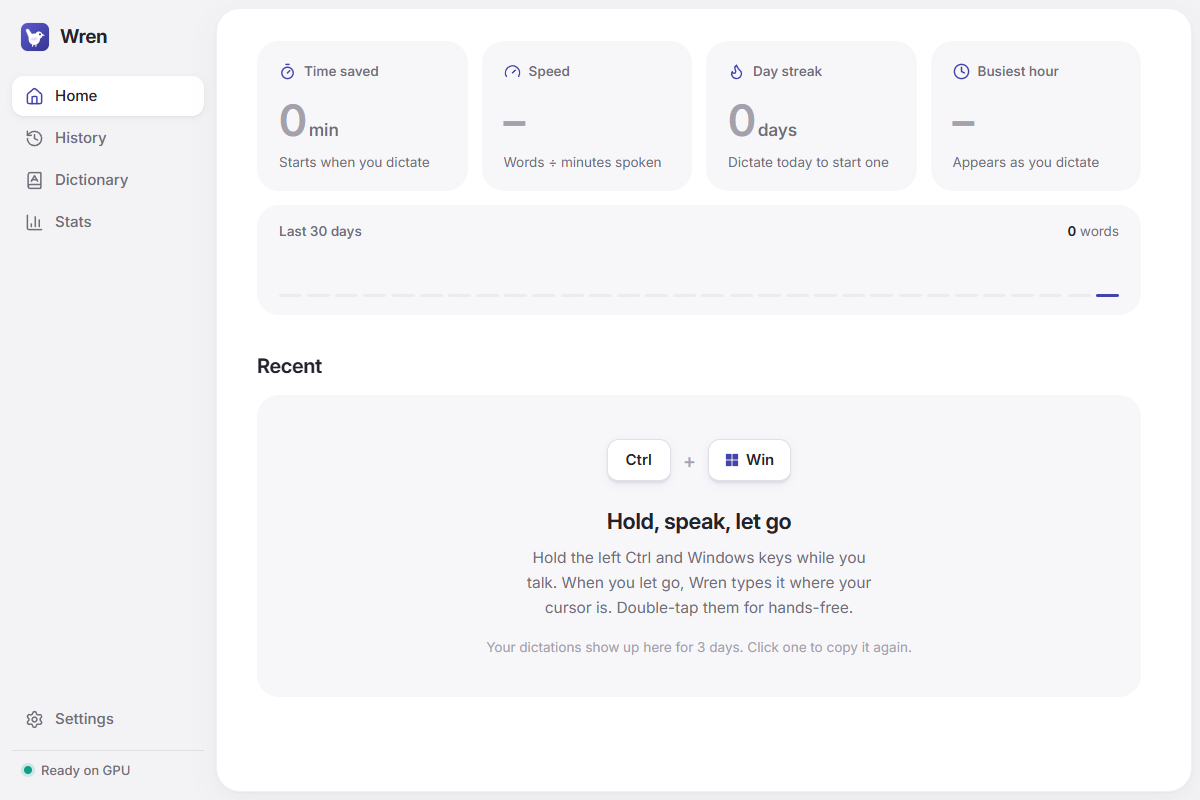 Wren
Home
History
Dictionary
Stats
Settings
Ready on GPU
Time saved
0 min
Starts when you dictate
Speed
–
Words ÷ minutes spoken
Day streak
0 days
Dictate today to start one
Busiest hour
–
Appears as you dictate
Last 30 days
0 words
Recent
Ctrl + Win
Hold, speak, let go
Hold the left Ctrl and Windows keys while you
talk. When you let go, Wren types it where your
cursor is. Double-tap them for hands-free.
Your dictations show up here for 3 days. Click one to copy it again.